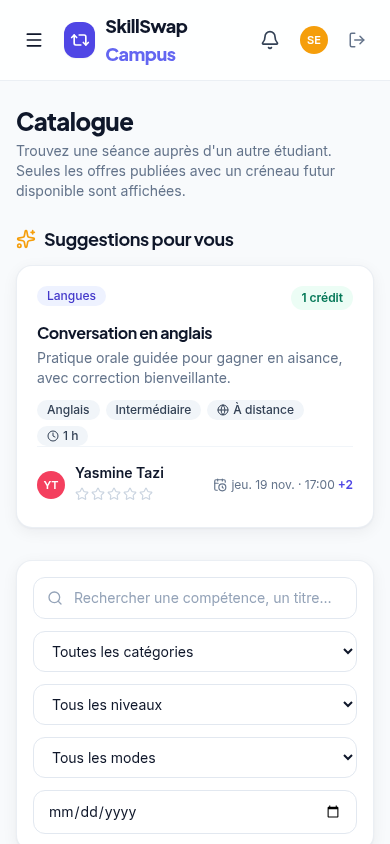 SkillSwap
Campus
SE
Catalogue
Trouvez une séance auprès d'un autre étudiant.
Seules les offres publiées avec un créneau futur
disponible sont affichées.
Suggestions pour vous
Langues
1 crédit
Conversation en anglais
Pratique orale guidée pour gagner en aisance,
avec correction bienveillante.
Anglais Intermédiaire À distance
1 h
YT
Yasmine Tazi
jeu. 19 nov. · 17:00 +2
Rechercher une compétence, un titre...
Toutes les catégories
Tous les niveaux
Tous les modes
mm/dd/yyyy